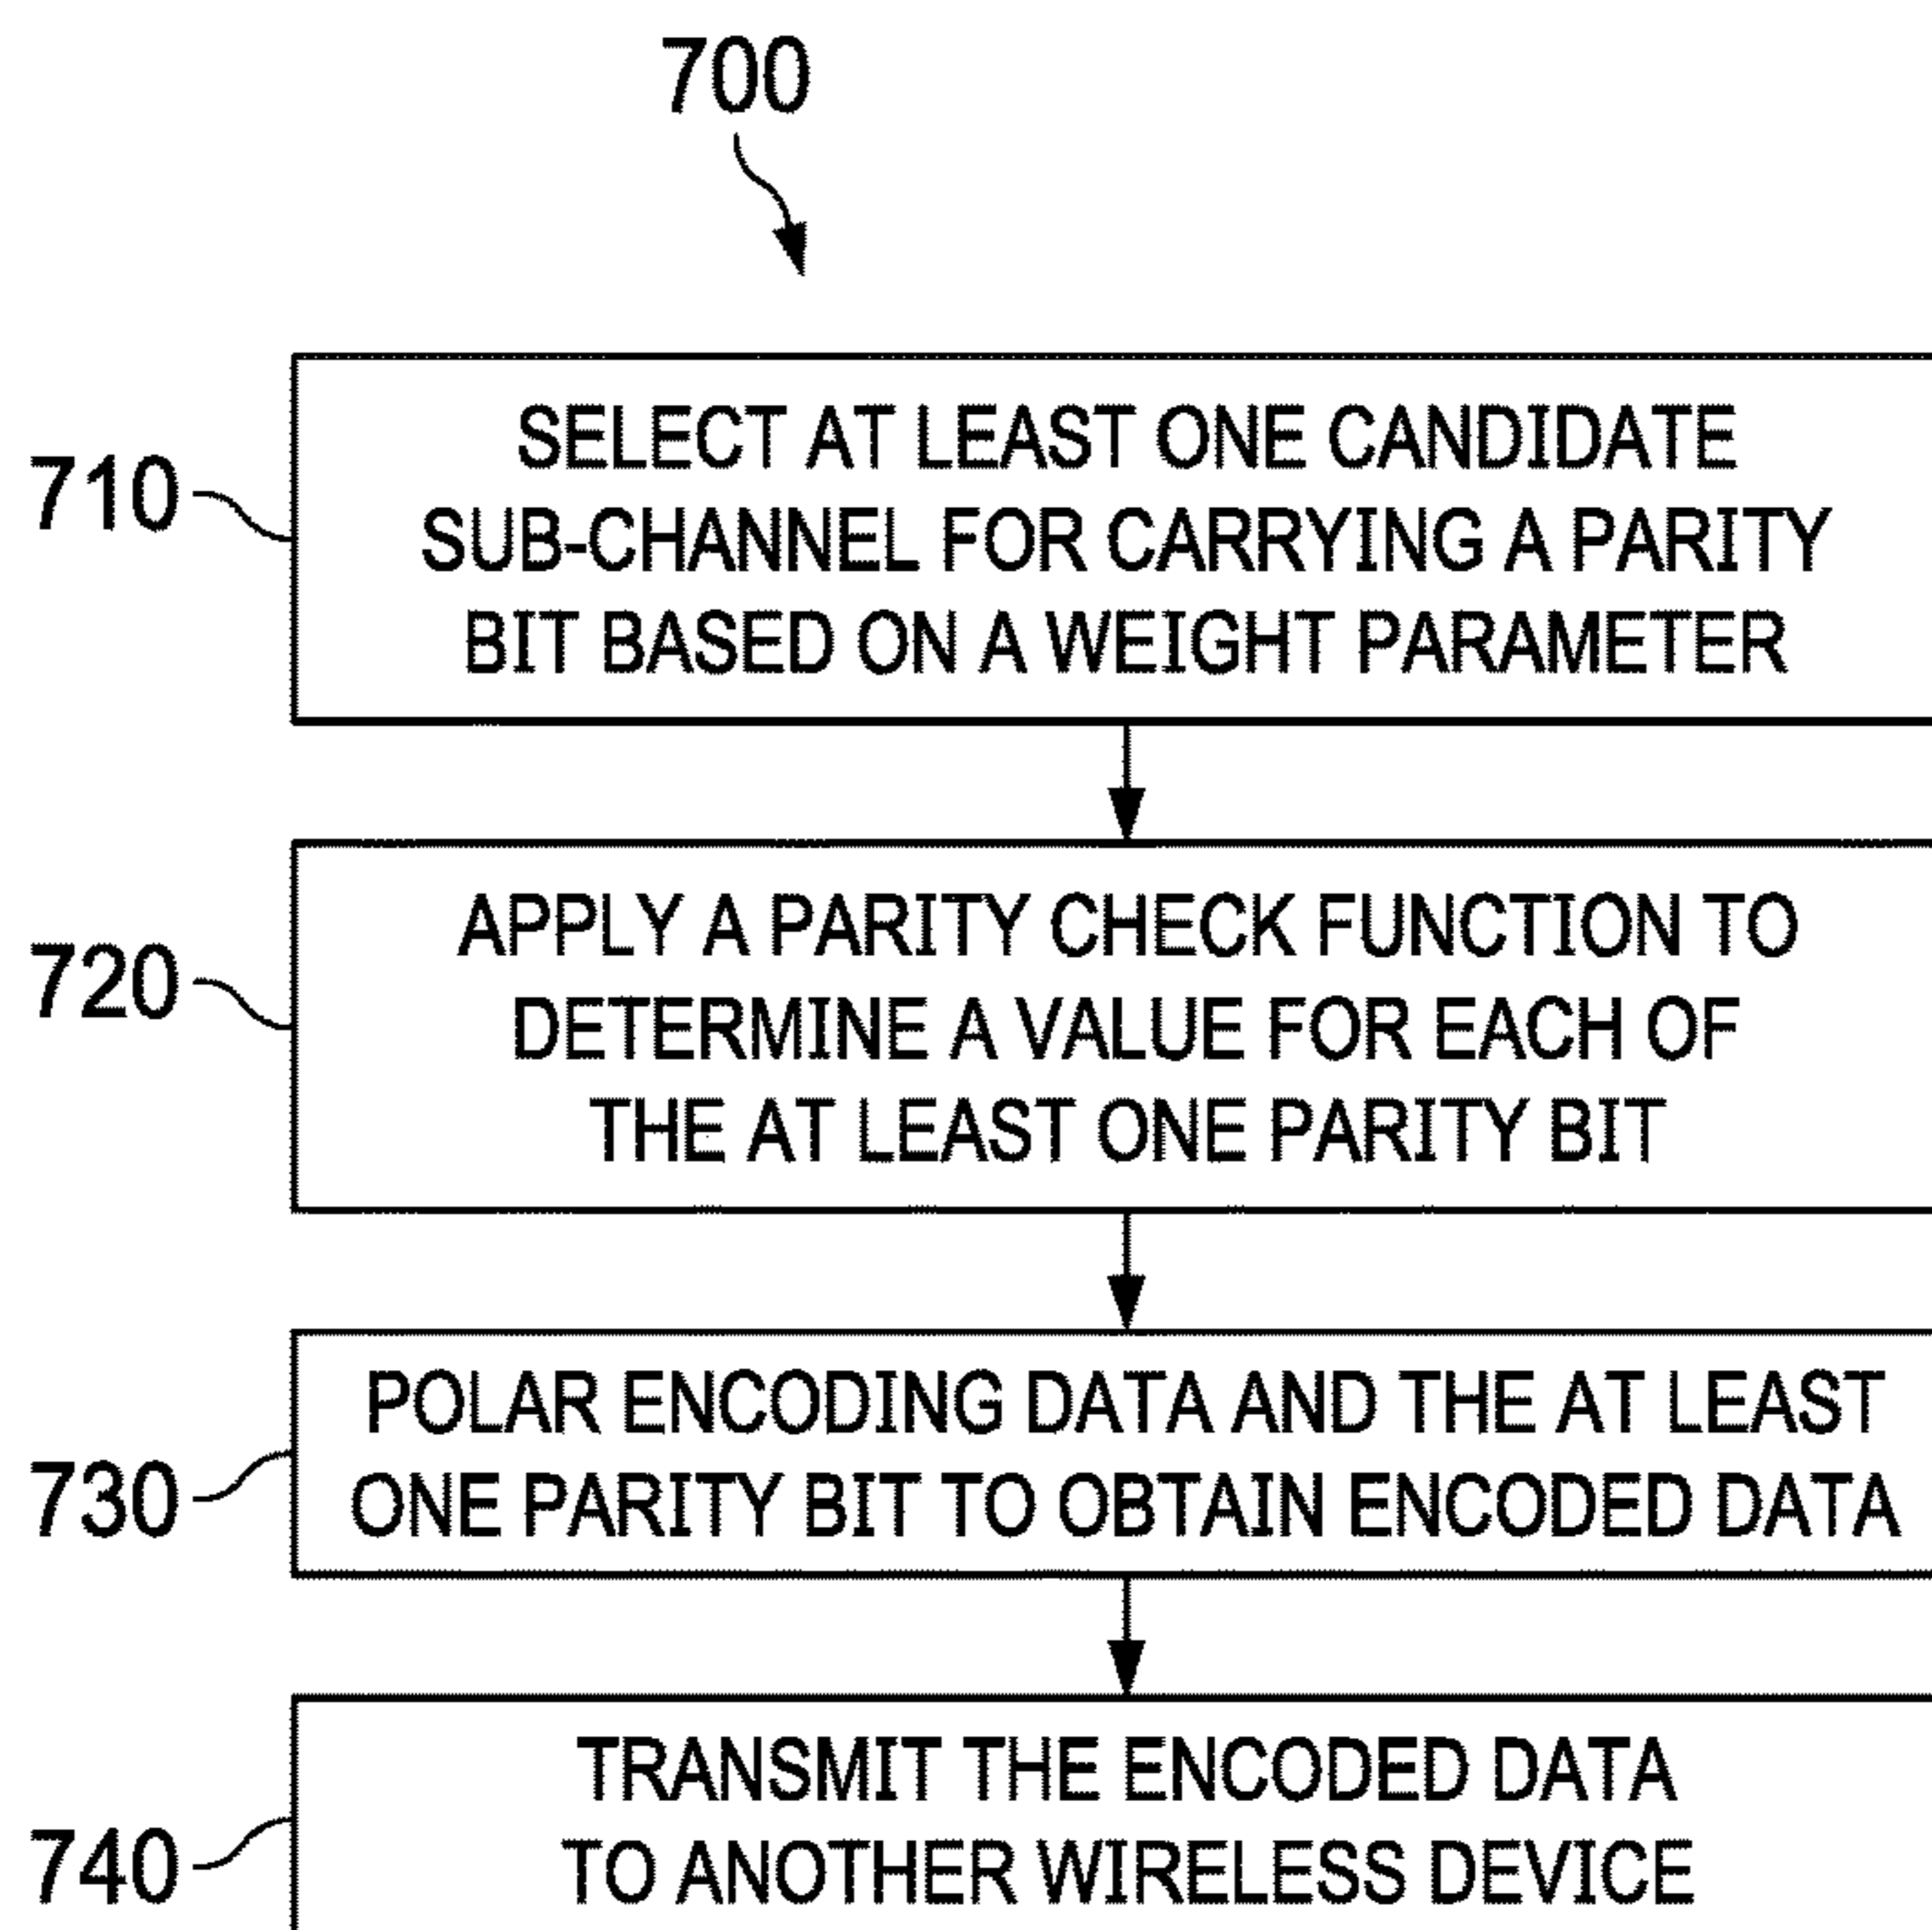 700
710
SELECT AT LEAST ONE CANDIDATE
SUB-CHANNEL FOR CARRYING A PARITY
BIT BASED ON A WEIGHT PARAMETER
720
APPLY A PARITY CHECK FUNCTION TO
DETERMINE A VALUE FOR EACH OF
THE AT LEAST ONE PARITY BIT
730
POLAR ENCODING DATA AND THE AT LEAST
ONE PARITY BIT TO OBTAIN ENCODED DATA
740
TRANSMIT THE ENCODED DATA
TO ANOTHER WIRELESS DEVICE